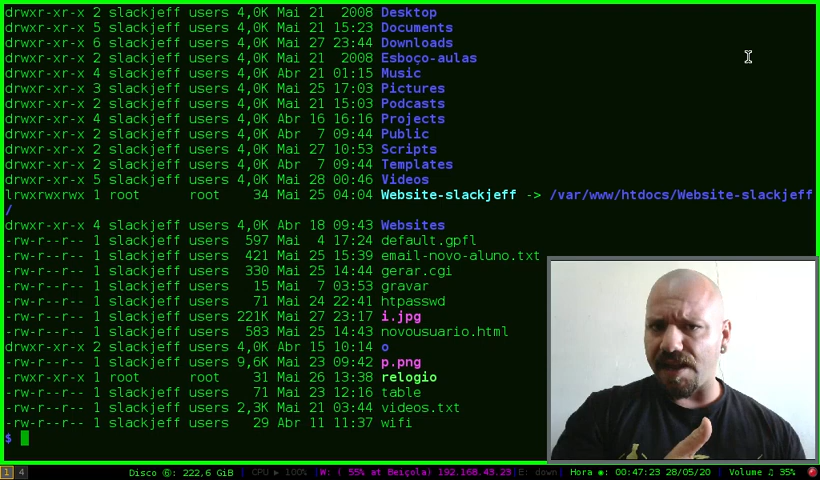 drwxr-xr-x 2 slackjeff users 4,0K Mai 21  2008 Desktop
drwxr-xr-x 5 slackjeff users 4,0K Mai 21 15:23 Documents
drwxr-xr-x 6 slackjeff users 4,0K Mai 27 23:44 Downloads
drwxr-xr-x 2 slackjeff users 4,0K Mai 21  2008 Esboço-aulas
drwxr-xr-x 4 slackjeff users 4,0K Abr 21 01:15 Music
drwxr-xr-x 3 slackjeff users 4,0K Mai 25 17:03 Pictures
drwxr-xr-x 2 slackjeff users 4,0K Mai 21 15:03 Podcasts
drwxr-xr-x 4 slackjeff users 4,0K Abr 16 16:16 Projects
drwxr-xr-x 2 slackjeff users 4,0K Abr  7 09:44 Public
drwxr-xr-x 2 slackjeff users 4,0K Mai 27 10:53 Scripts
drwxr-xr-x 2 slackjeff users 4,0K Abr  7 09:44 Templates
drwxr-xr-x 5 slackjeff users 4,0K Mai 28 00:46 Videos
lrwxrwxrwx 1 root      root    34 Mai 25 04:04 Website-slackjeff -> /var/www/htdocs/Website-slackjeff
/
drwxr-xr-x 4 slackjeff users 4,0K Abr 18 09:43 Websites
-rw-r--r-- 1 slackjeff users  597 Mai  4 17:24 default.gpfl
-rw-r--r-- 1 slackjeff users  421 Mai 25 15:39 email-novo-aluno.txt
-rw-r--r-- 1 slackjeff users  330 Mai 25 14:44 gerar.cgi
-rw-r--r-- 1 slackjeff users   15 Mai  7 03:53 gravar
-rw-r--r-- 1 slackjeff users   71 Mai 24 22:41 htpasswd
-rw-r--r-- 1 slackjeff users 221K Mai 27 23:17 i.jpg
-rw-r--r-- 1 slackjeff users  583 Mai 25 14:43 novousuario.html
drwxr-xr-x 2 slackjeff users 4,0K Abr 15 10:14 o
-rw-r--r-- 1 slackjeff users 9,6K Mai 23 09:42 p.png
-rwxr-xr-x 1 root      root    31 Mai 26 13:38 relogio
-rw-r--r-- 1 slackjeff users   71 Mai 23 12:16 table
-rw-r--r-- 1 slackjeff users 2,3K Mai 21 03:44 videos.txt
-rw-r--r-- 1 slackjeff users   29 Abr 11 11:37 wifi
$
1 4 Disco 222,6 GiB CPU ▶ 100% W: ( 55% at Beiçola) 192.168.43.23 E: down Hora ◉: 00:47:23 28/05/20 Volume ♫ 35%